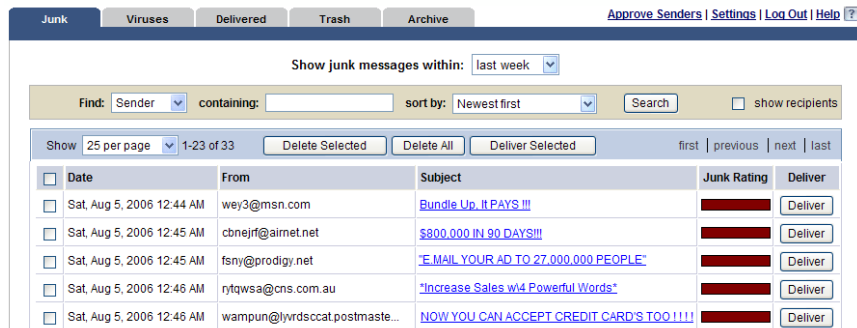 Junk Viruses Delivered Trash Archive Approve Senders | Settings | Log Out | Help ?
Show junk messages within: last week
Find: Sender containing: sort by: Newest first Search show recipients
Show 25 per page 1-23 of 33 Delete Selected Delete All Deliver Selected first | previous | next | last
Date From Subject Junk Rating Deliver
Sat, Aug 5, 2006 12:44 AM wey3@msn.com Bundle Up, It PAYS !!! Deliver
Sat, Aug 5, 2006 12:45 AM cbnejrf@airnet.net $800,000 IN 90 DAYS!!! Deliver
Sat, Aug 5, 2006 12:45 AM fsny@prodigy.net "E.MAIL YOUR AD TO 27,000,000 PEOPLE" Deliver
Sat, Aug 5, 2006 12:46 AM rytqwsa@cns.com.au *Increase Sales w\4 Powerful Words* Deliver
Sat, Aug 5, 2006 12:46 AM wampun@lyvrdsccat.postmaste... NOW YOU CAN ACCEPT CREDIT CARD'S TOO ! ! ! ! Deliver